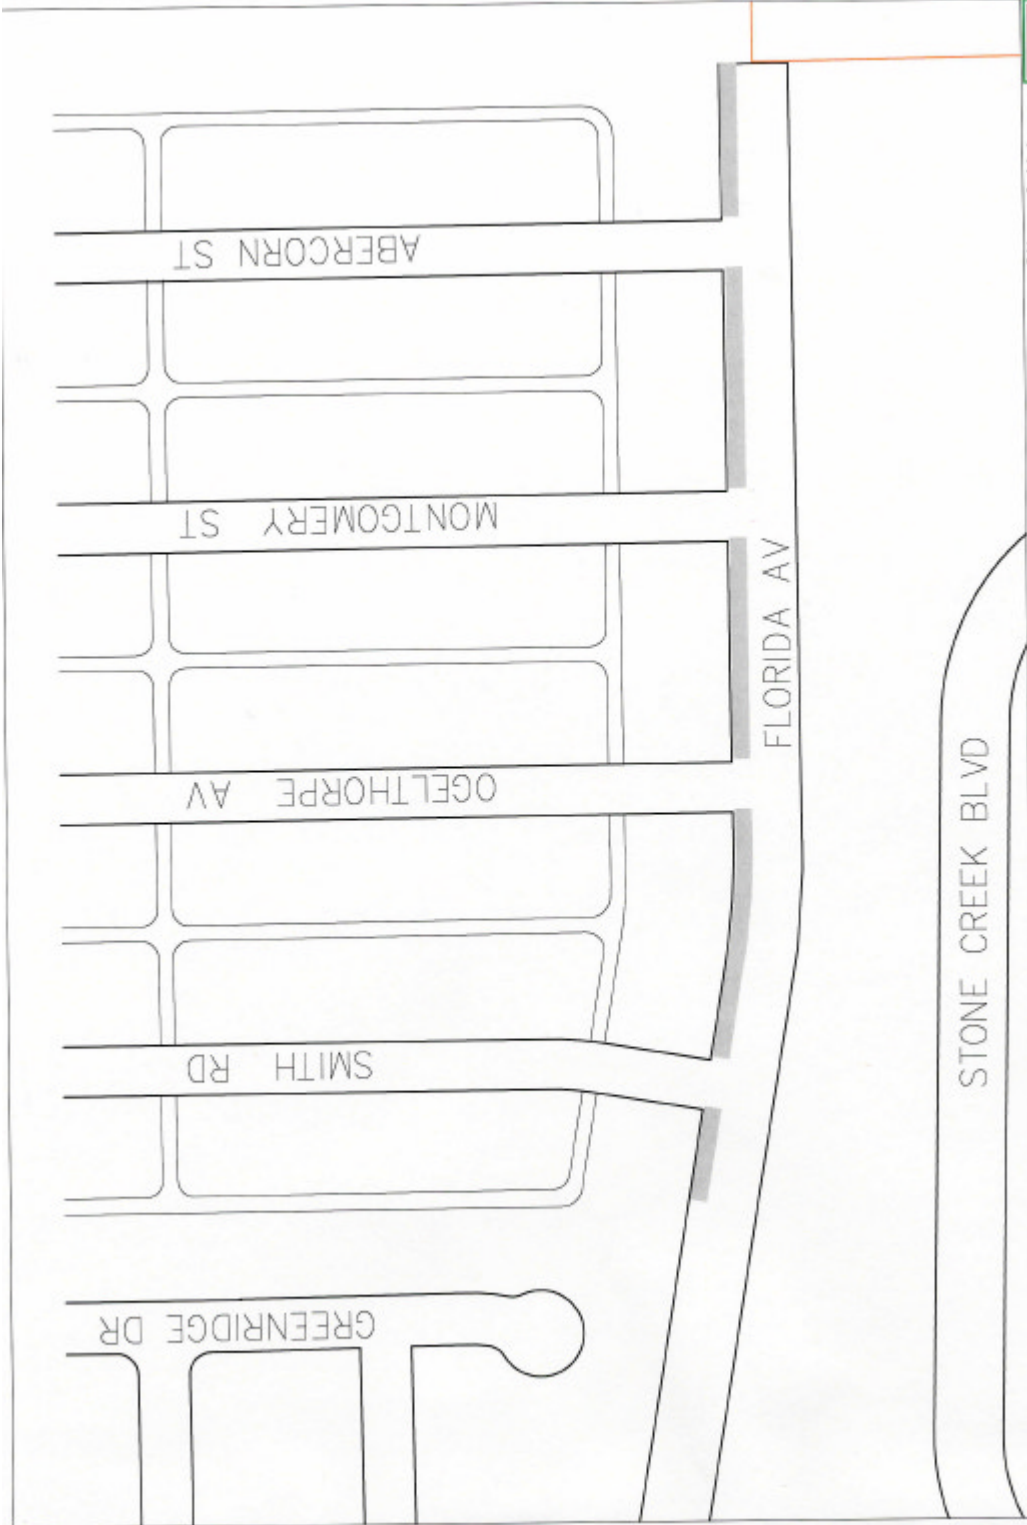 ABERCORN ST
MONTGOMERY ST
FLORIDA AV
OGELTHORPE AV
STONE CREEK BLVD
SMITH RD
GREENRIDGE DR